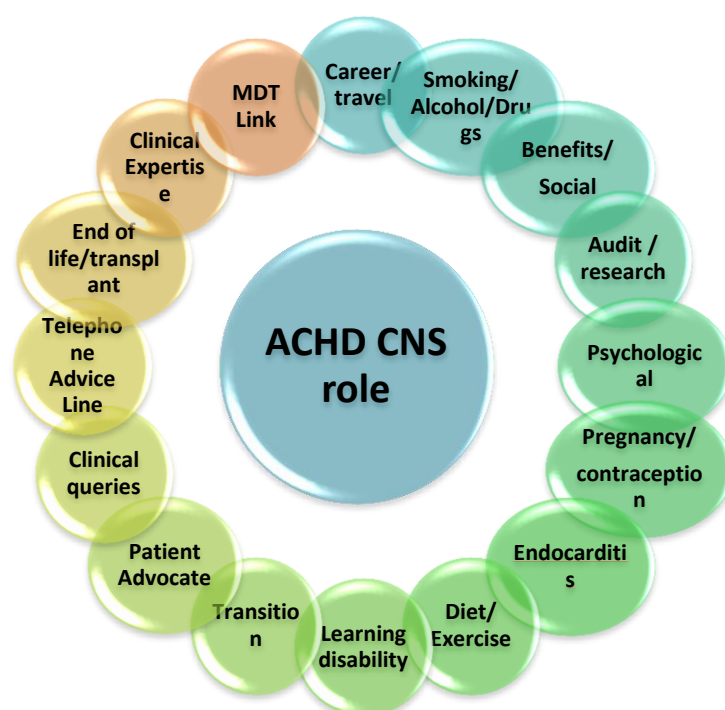 ACHD CNS
role
Career/
travel
Smoking/
Alcohol/Dru
gs
Benefits/
Social
Audit /
research
Psychologic
al
Pregnancy/
contraceptio
n
Endocarditi
s
Diet/
Exercise
Learning
disability
Transitio
n
Patient
Advocate
Clinical
queries
Telepho
ne
Advice
Line
End of
life/transpl
ant
Clinical
Expertis
e
MDT
Link